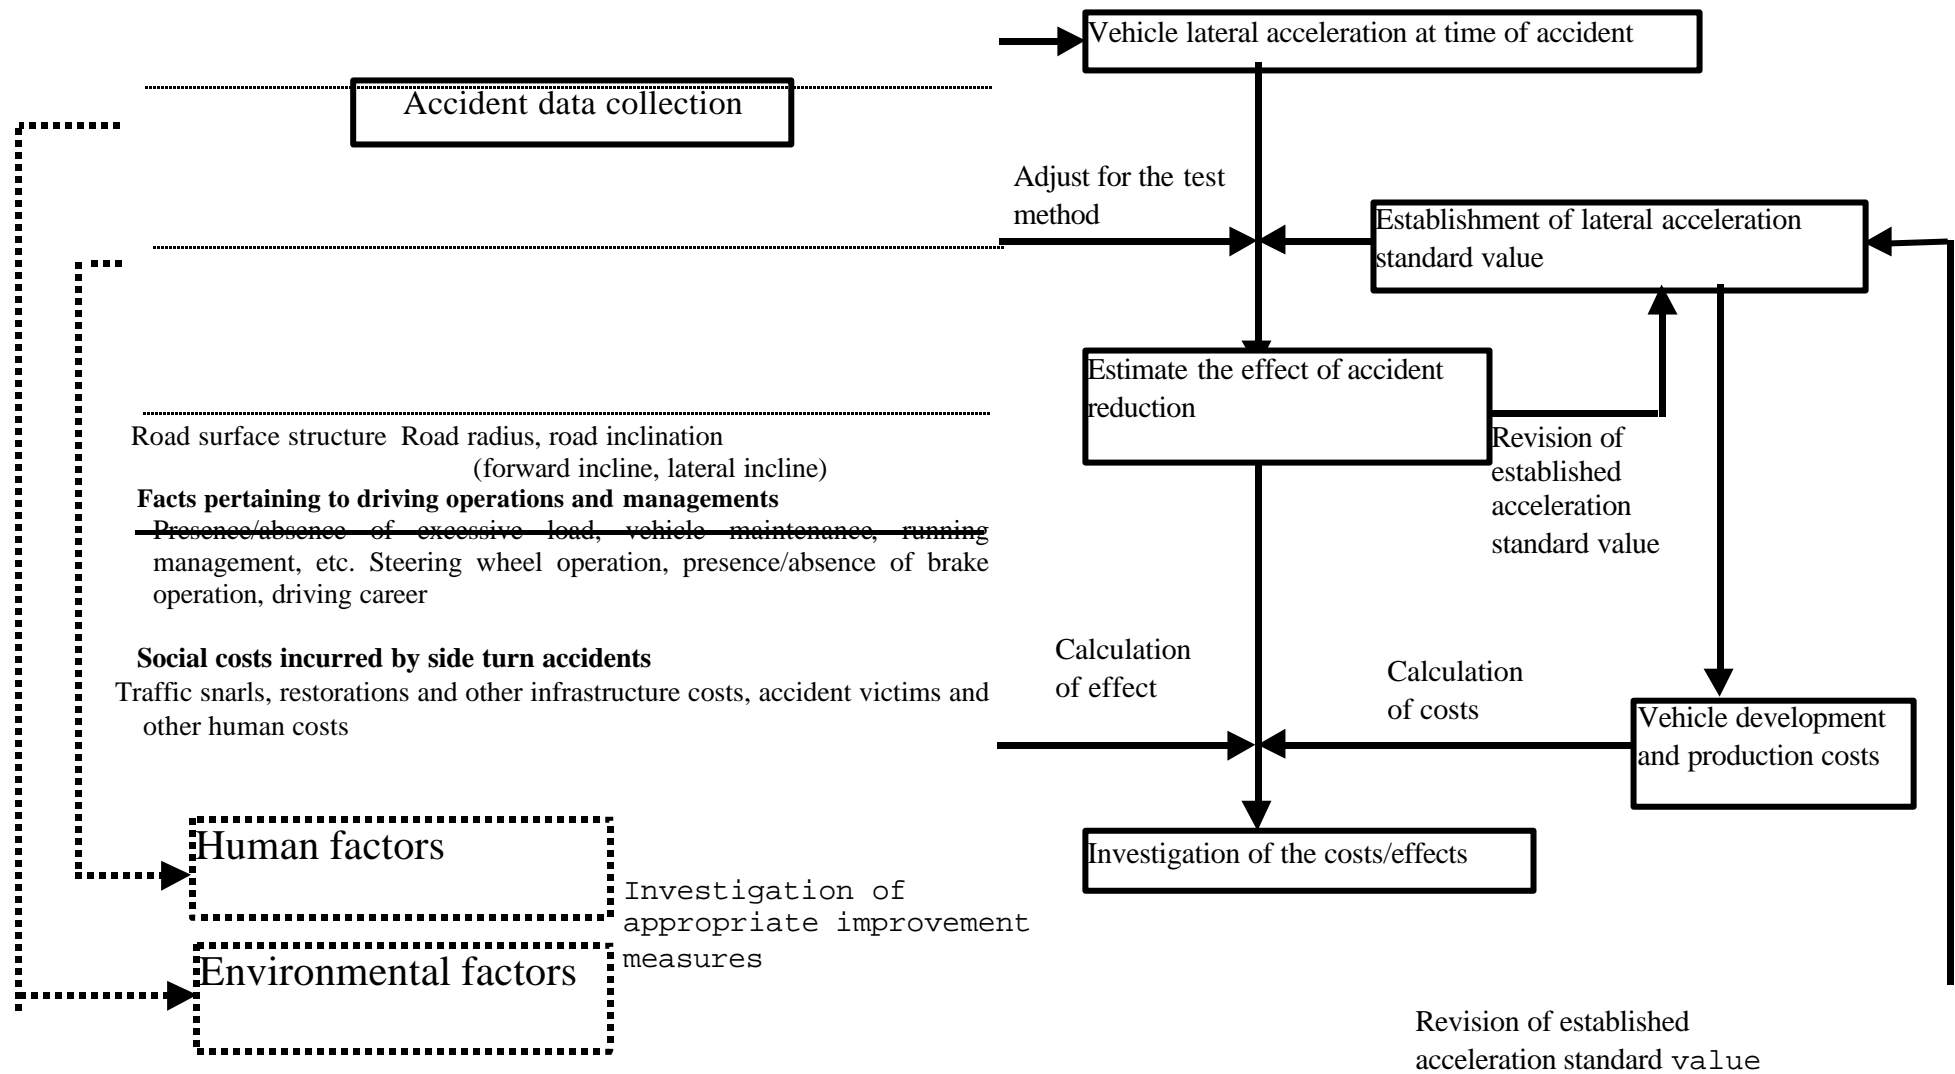 Vehicle lateral acceleration at time of accident
Accident data collection
Adjust for the test
method
Establishment of lateral acceleration
standard value
Estimate the effect of accident
reduction
Revision of
established
acceleration
standard value
Road surface structure Road radius, road inclination
(forward incline, lateral incline)
Facts pertaining to driving operations and managements
Presence/absence of excessive load, vehicle maintenance, running
management, etc. Steering wheel operation, presence/absence of brake
operation, driving career
Social costs incurred by side turn accidents
Traffic snarls, restorations and other infrastructure costs, accident victims and
other human costs
Calculation
of effect
Calculation
of costs
Vehicle development
and production costs
Investigation of the costs/effects
Human factors
Investigation of
appropriate improvement
measures
Environmental factors
Revision of established
acceleration standard value